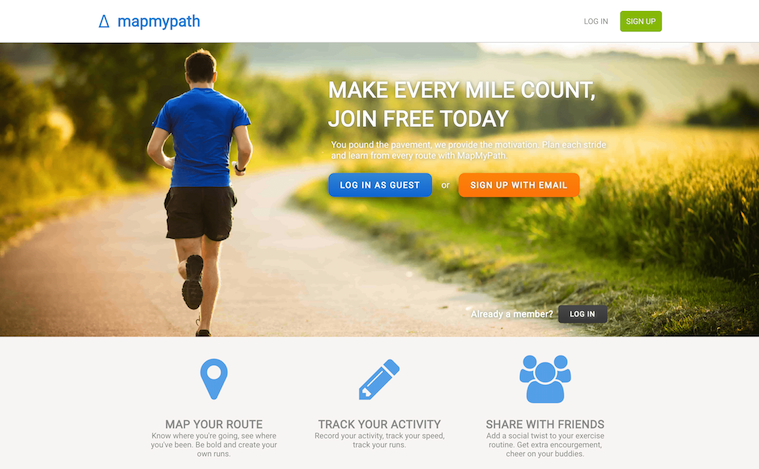 mapmypath
LOG IN
SIGN UP
MAKE EVERY MILE COUNT,
JOIN FREE TODAY
You pound the pavement, we provide the motivation. Plan each stride
and learn from every route with MapMyPath.
LOG IN AS GUEST
or
SIGN UP WITH EMAIL
Already a member?
LOG IN
MAP YOUR ROUTE
Know where you're going, see where
you've been. Be bold and create your
own runs.
TRACK YOUR ACTIVITY
Record your activity, track your speed,
track your runs.
SHARE WITH FRIENDS
Add a social twist to your exercise
routine. Get extra encourgement,
cheer on your buddies.